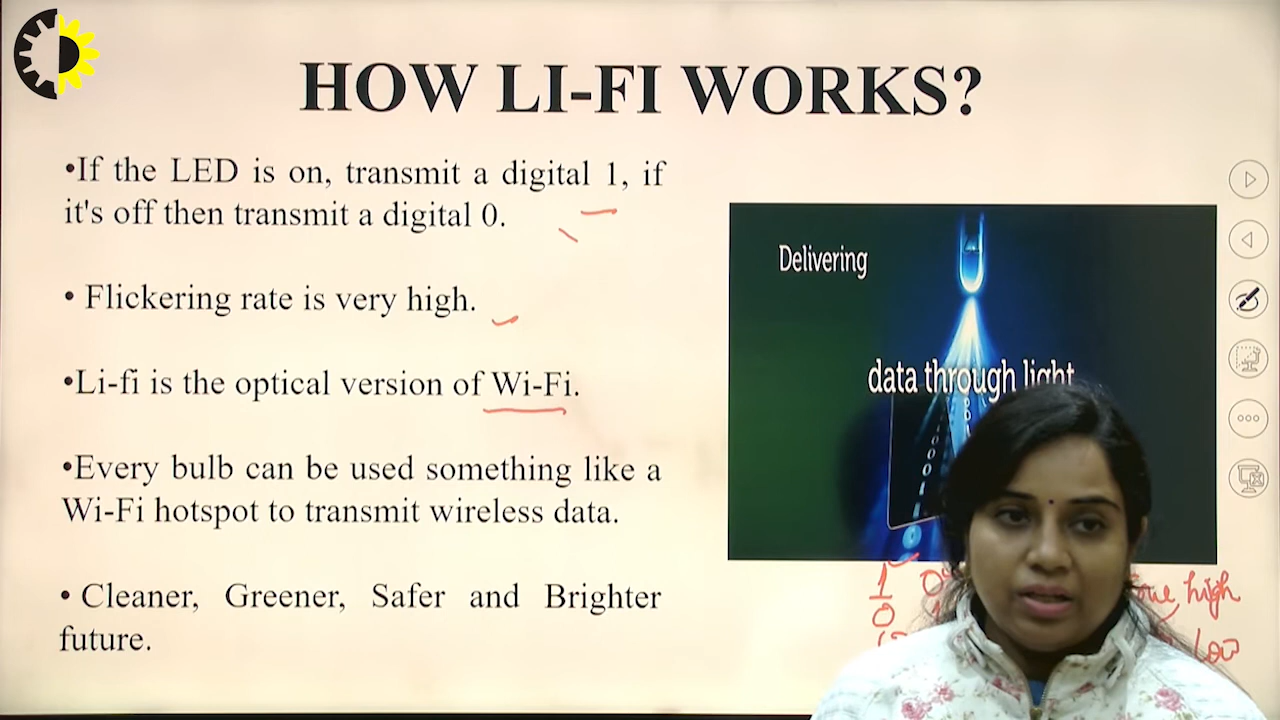 HOW LI-FI WORKS?
•If the LED is on, transmit a digital 1, if
it's off then transmit a digital 0.
• Flickering rate is very high.
•Li-fi is the optical version of Wi-Fi.
•Every bulb can be used something like a
Wi-Fi hotspot to transmit wireless data.
• Cleaner, Greener, Safer and Brighter
future.
Delivering
data through light
1
high
0
low